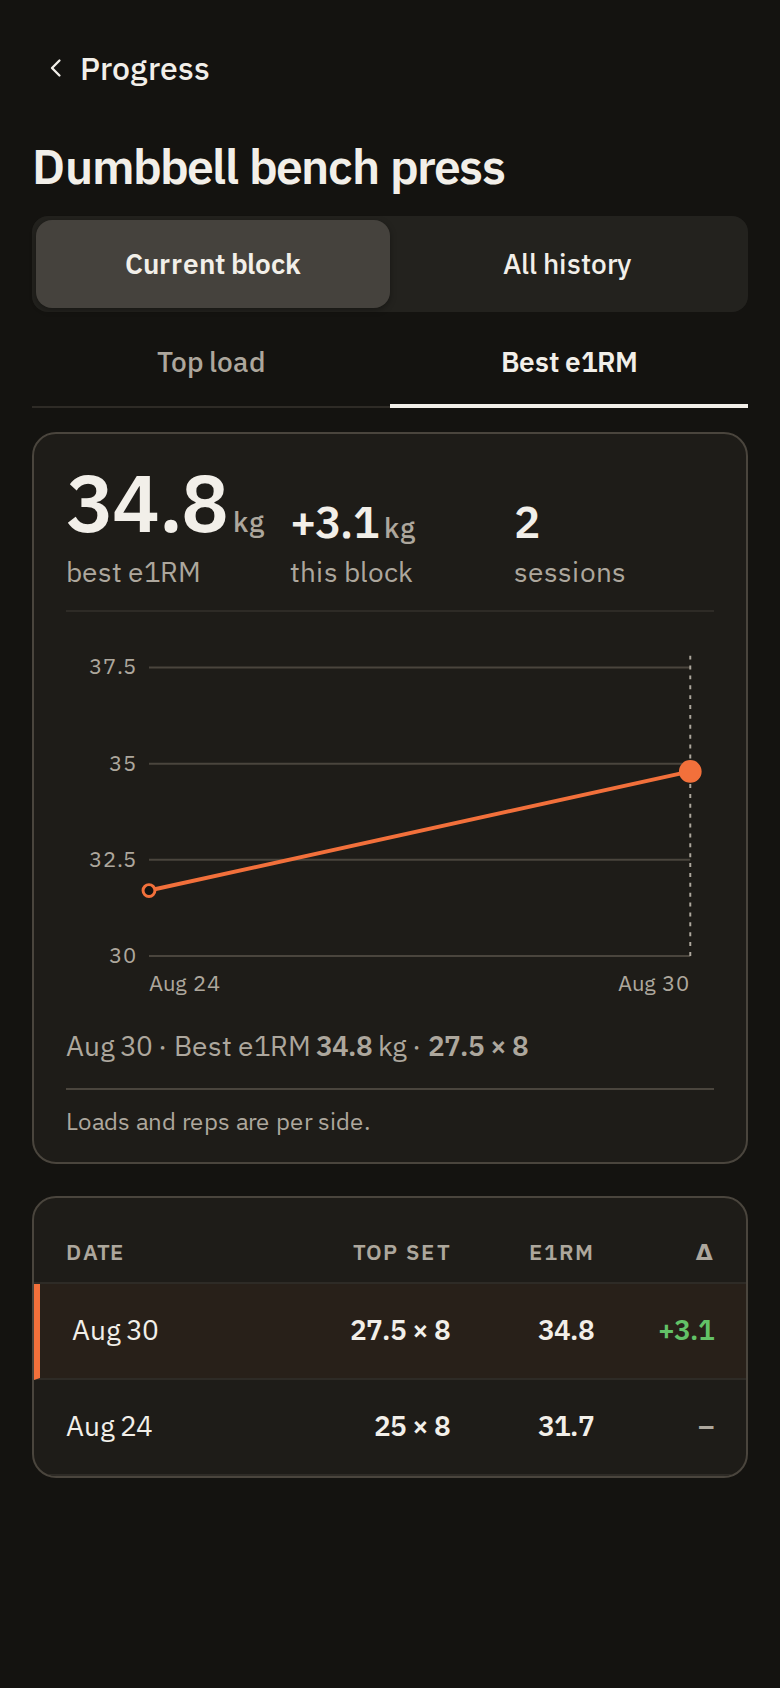 Progress
Dumbbell bench press
Current block All history
Top load Best e1RM
34.8 kg +3.1 kg 2
best e1RM this block sessions
37.5
35
32.5
30
Aug 24 Aug 30
Aug 30 · Best e1RM 34.8 kg · 27.5 × 8
Loads and reps are per side.
DATE TOP SET E1RM Δ
Aug 30 27.5 × 8 34.8 +3.1
Aug 24 25 × 8 31.7 –